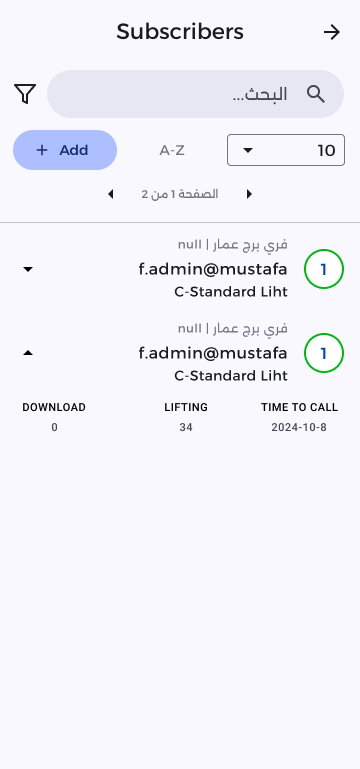 Subscribers
البحث...
Add
A-Z
10
الصفحة 1 من 2
فري برج عمار | null
f.admin@mustafa
C-Standard Liht
1
فري برج عمار | null
f.admin@mustafa
C-Standard Liht
1
DOWNLOAD LIFTING TIME TO CALL
0 34 2024-10-8